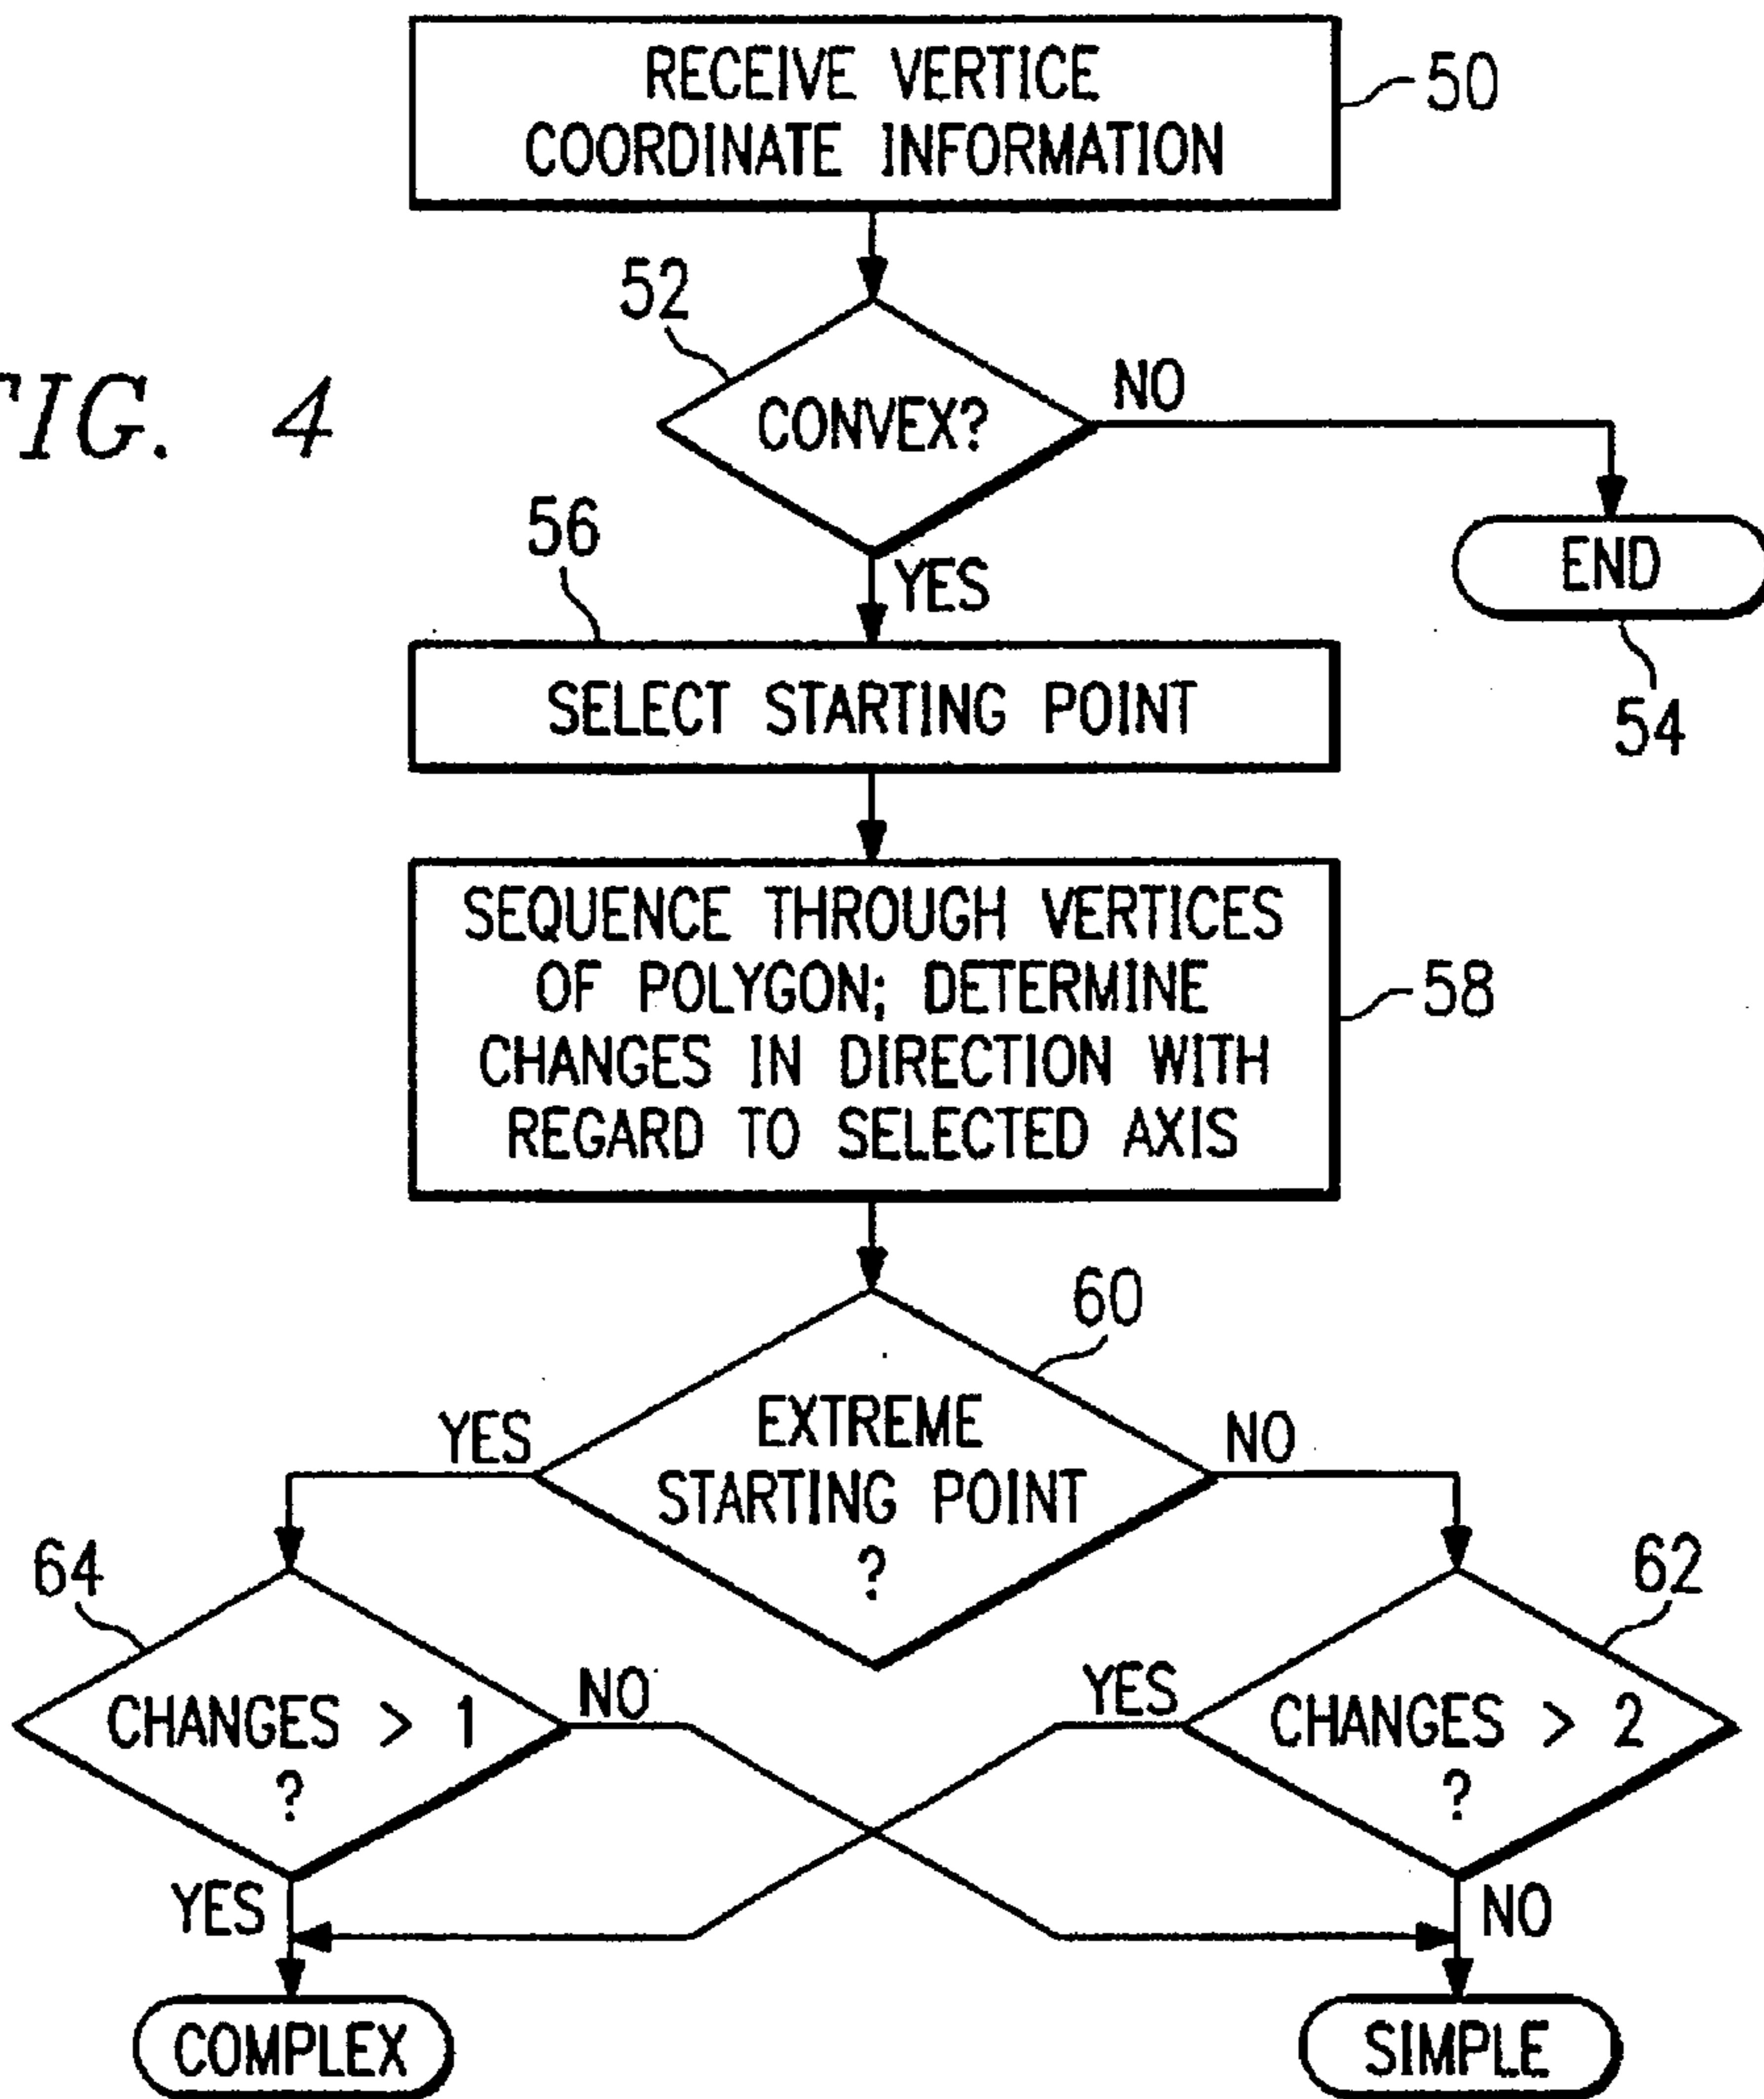 RECEIVE VERTICE
COORDINATE INFORMATION
50
52
FIG. 4
CONVEX?
NO
END
54
YES
56
SELECT STARTING POINT
SEQUENCE THROUGH VERTICES
OF POLYGON; DETERMINE
CHANGES IN DIRECTION WITH
REGARD TO SELECTED AXIS
58
60
EXTREME
STARTING POINT
?
YES
NO
64
CHANGES > 1
?
NO
YES
62
CHANGES > 2
?
YES
NO
COMPLEX
SIMPLE